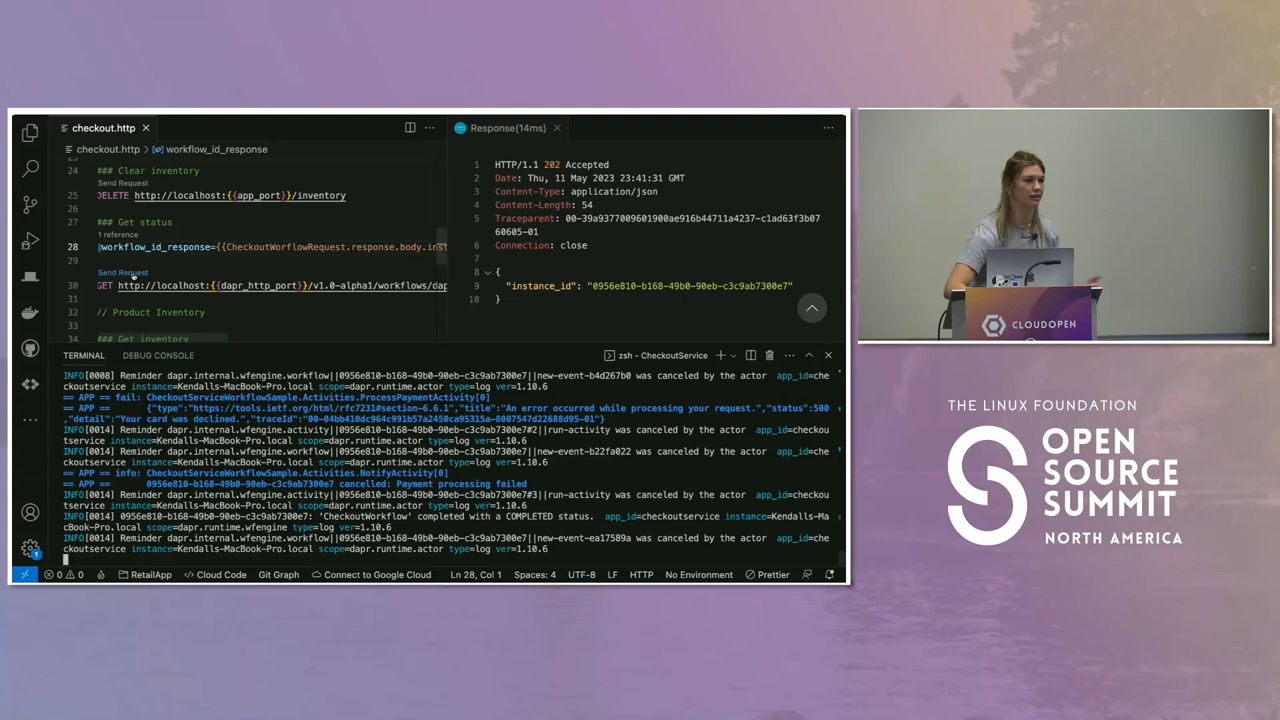 checkout.http
checkout.http > workflow_id_response
24 ### Clear inventory
Send Request
25 DELETE http://localhost:{{app_port}}/inventory
26
27 ### Get status
1 reference
28 @workflow_id_response={{CheckoutWorflowRequest.response.body.inst
29
Send Request
30 GET http://localhost:{{dapr_http_port}}/v1.0-alpha1/workflows/dap
31
32 // Product Inventory
33
34 ### Get inventory
Response(14ms)
1 HTTP/1.1 202 Accepted
2 Date: Thu, 11 May 2023 23:41:31 GMT
3 Content-Type: application/json
4 Content-Length: 54
5 Traceparent: 00-39a9377009601900ae916b44711a4237-c1ad63f3b07
60605-01
6 Connection: close
7
8 {
9 "instance_id": "0956e810-b168-49b0-90eb-c3c9ab7300e7"
10 }
TERMINAL DEBUG CONSOLE
zsh - CheckoutService
INFO[0008] Reminder dapr.internal.wfengine.workflow||0956e810-b168-49b0-90eb-c3c9ab7300e7||new-event-b4d267b0 was canceled by the actor app_id=che
ckoutservice instance=Kendalls-MacBook-Pro.local scope=dapr.runtime.actor type=log ver=1.10.6
== APP == fail: CheckoutServiceWorkflowSample.Activities.ProcessPaymentActivity[0]
== APP == {"type":"https://tools.ietf.org/html/rfc7231#section-6.6.1","title":"An error occurred while processing your request.","status":500
,"detail":"Your card was declined.","traceId":"00-04bb10dc964c991b57a2450ca95315a-8007547d22688d95-01"}
INFO[0014] Reminder dapr.internal.wfengine.activity||0956e810-b168-49b0-90eb-c3c9ab7300e7#2||run-activity was canceled by the actor app_id=checkou
tservice instance=Kendalls-MacBook-Pro.local scope=dapr.runtime.actor type=log ver=1.10.6
INFO[0014] Reminder dapr.internal.wfengine.workflow||0956e810-b168-49b0-90eb-c3c9ab7300e7||new-event-b22fa022 was canceled by the actor app_id=che
ckoutservice instance=Kendalls-MacBook-Pro.local scope=dapr.runtime.actor type=log ver=1.10.6
== APP == info: CheckoutServiceWorkflowSample.Activities.NotifyActivity[0]
== APP == 0956e810-b168-49b0-90eb-c3c9ab7300e7 cancelled: Payment processing failed
INFO[0014] Reminder dapr.internal.wfengine.activity||0956e810-b168-49b0-90eb-c3c9ab7300e7#3||run-activity was canceled by the actor app_id=checkou
tservice instance=Kendalls-MacBook-Pro.local scope=dapr.runtime.actor type=log ver=1.10.6
INFO[0014] 0956e810-b168-49b0-90eb-c3c9ab7300e7: 'CheckoutWorkflow' completed with a COMPLETED status. app_id=checkoutservice instance=Kendalls-Ma
cBook-Pro.local scope=dapr.runtime.wfengine type=log ver=1.10.6
INFO[0014] Reminder dapr.internal.wfengine.workflow||0956e810-b168-49b0-90eb-c3c9ab7300e7||new-event-ea17589a was canceled by the actor app_id=che
ckoutservice instance=Kendalls-MacBook-Pro.local scope=dapr.runtime.actor type=log ver=1.10.6
0 0 RetailApp Cloud Code Git Graph Connect to Google Cloud Ln 28, Col 1 Spaces: 4 UTF-8 LF HTTP No Environment Prettier
1
CLOUDOPEN
THE LINUX FOUNDATION
OPEN
SOURCE
SUMMIT
NORTH AMERICA